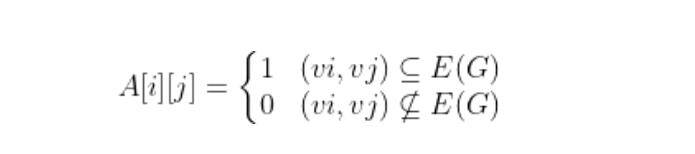 A[i][j] = { 1 (vi, vj) ⊆ E(G)
0 (vi, vj) ⊈ E(G)